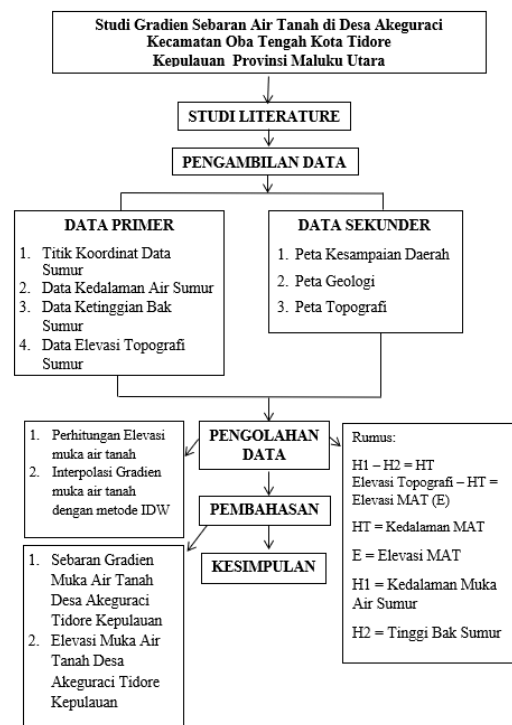 Studi Gradien Sebaran Air Tanah di Desa Akeguraci
Kecamatan Oba Tengah Kota Tidore
Kepulauan Provinsi Maluku Utara
STUDI LITERATURE
PENGAMBILAN DATA
DATA PRIMER
1. Titik Koordinat Data
Sumur
2. Data Kedalaman Air Sumur
3. Data Ketinggian Bak
Sumur
4. Data Elevasi Topografi
Sumur
DATA SEKUNDER
1. Peta Kesampaian Daerah
2. Peta Geologi
3. Peta Topografi
1. Perhitungan Elevasi
muka air tanah
2. Interpolasi Gradien
muka air tanah
dengan metode IDW
PENGOLAHAN
DATA
Rumus:
H1 – H2 = HT
Elevasi Topografi – HT =
Elevasi MAT (E)
HT = Kedalaman MAT
E = Elevasi MAT
H1 = Kedalaman Muka
Air Sumur
H2 = Tinggi Bak Sumur
PEMBAHASAN
1. Sebaran Gradien
Muka Air Tanah
Desa Akeguraci
Tidore Kepulauan
2. Elevasi Muka Air
Tanah Desa
Akeguraci Tidore
Kepulauan
KESIMPULAN